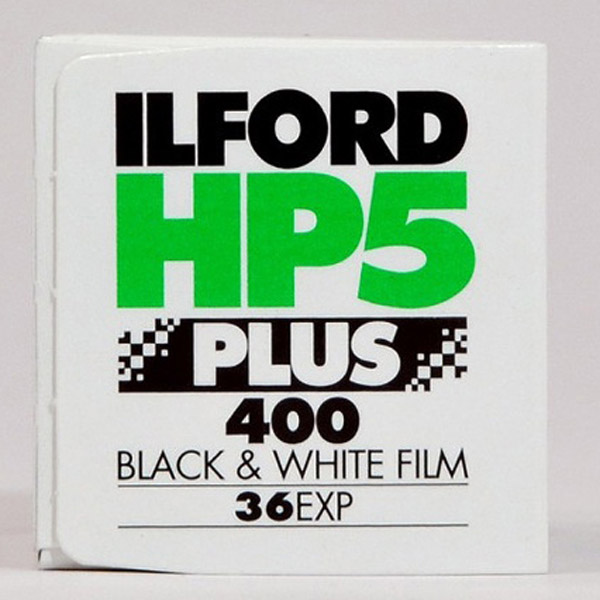 ILFORD
HP5
PLUS
400
BLACK & WHITE FILM
36EXP